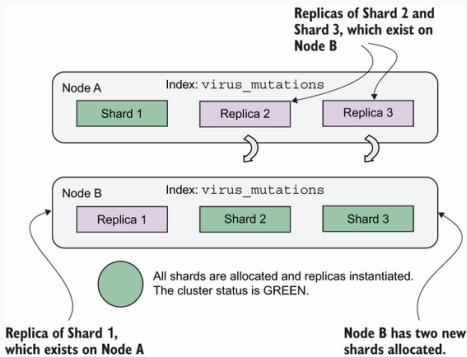 Replicas of Shard 2 and
Shard 3, which exist on
Node B
Node A
Index: virus_mutations
Shard 1
Replica 2
Replica 3
Node B
Index: virus_mutations
Replica 1
Shard 2
Shard 3
All shards are allocated and replicas instantiated.
The cluster status is GREEN.
Replica of Shard 1,
which exists on Node A
Node B has two new
shards allocated.